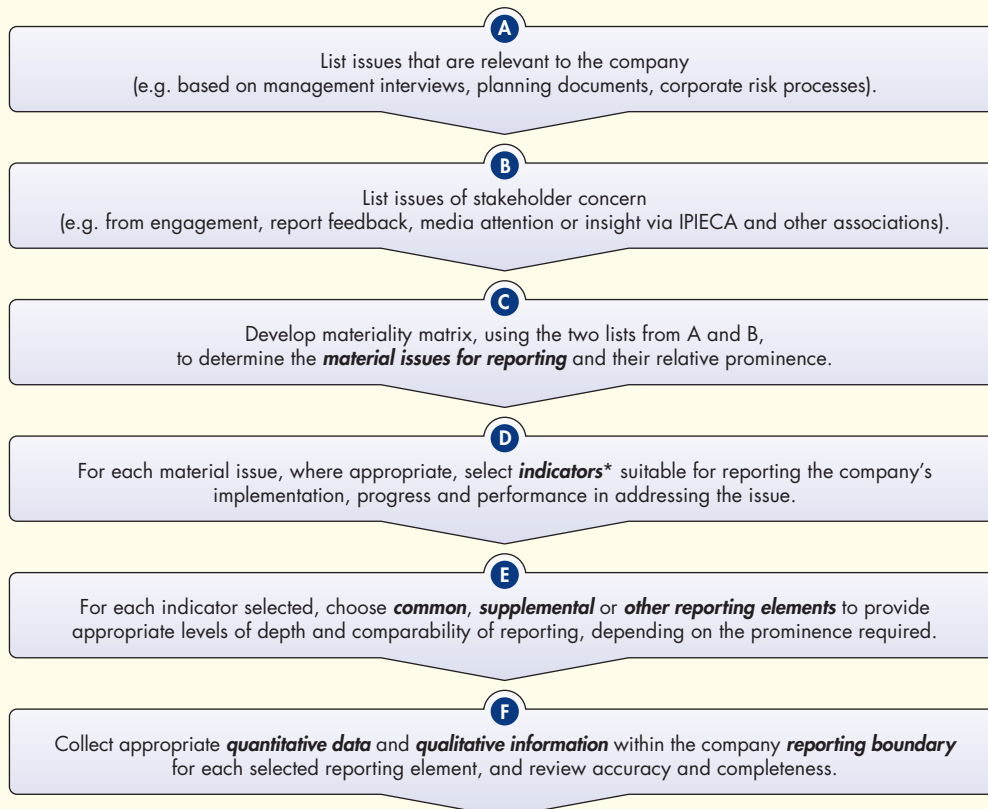 A
List issues that are relevant to the company
(e.g. based on management interviews, planning documents, corporate risk processes).
B
List issues of stakeholder concern
(e.g. from engagement, report feedback, media attention or insight via IPIECA and other associations).
C
Develop materiality matrix, using the two lists from A and B,
to determine the material issues for reporting and their relative prominence.
D
For each material issue, where appropriate, select indicators* suitable for reporting the company’s
implementation, progress and performance in addressing the issue.
E
For each indicator selected, choose common, supplemental or other reporting elements to provide
appropriate levels of depth and comparability of reporting, depending on the prominence required.
F
Collect appropriate quantitative data and qualitative information within the company reporting boundary
for each selected reporting element, and review accuracy and completeness.